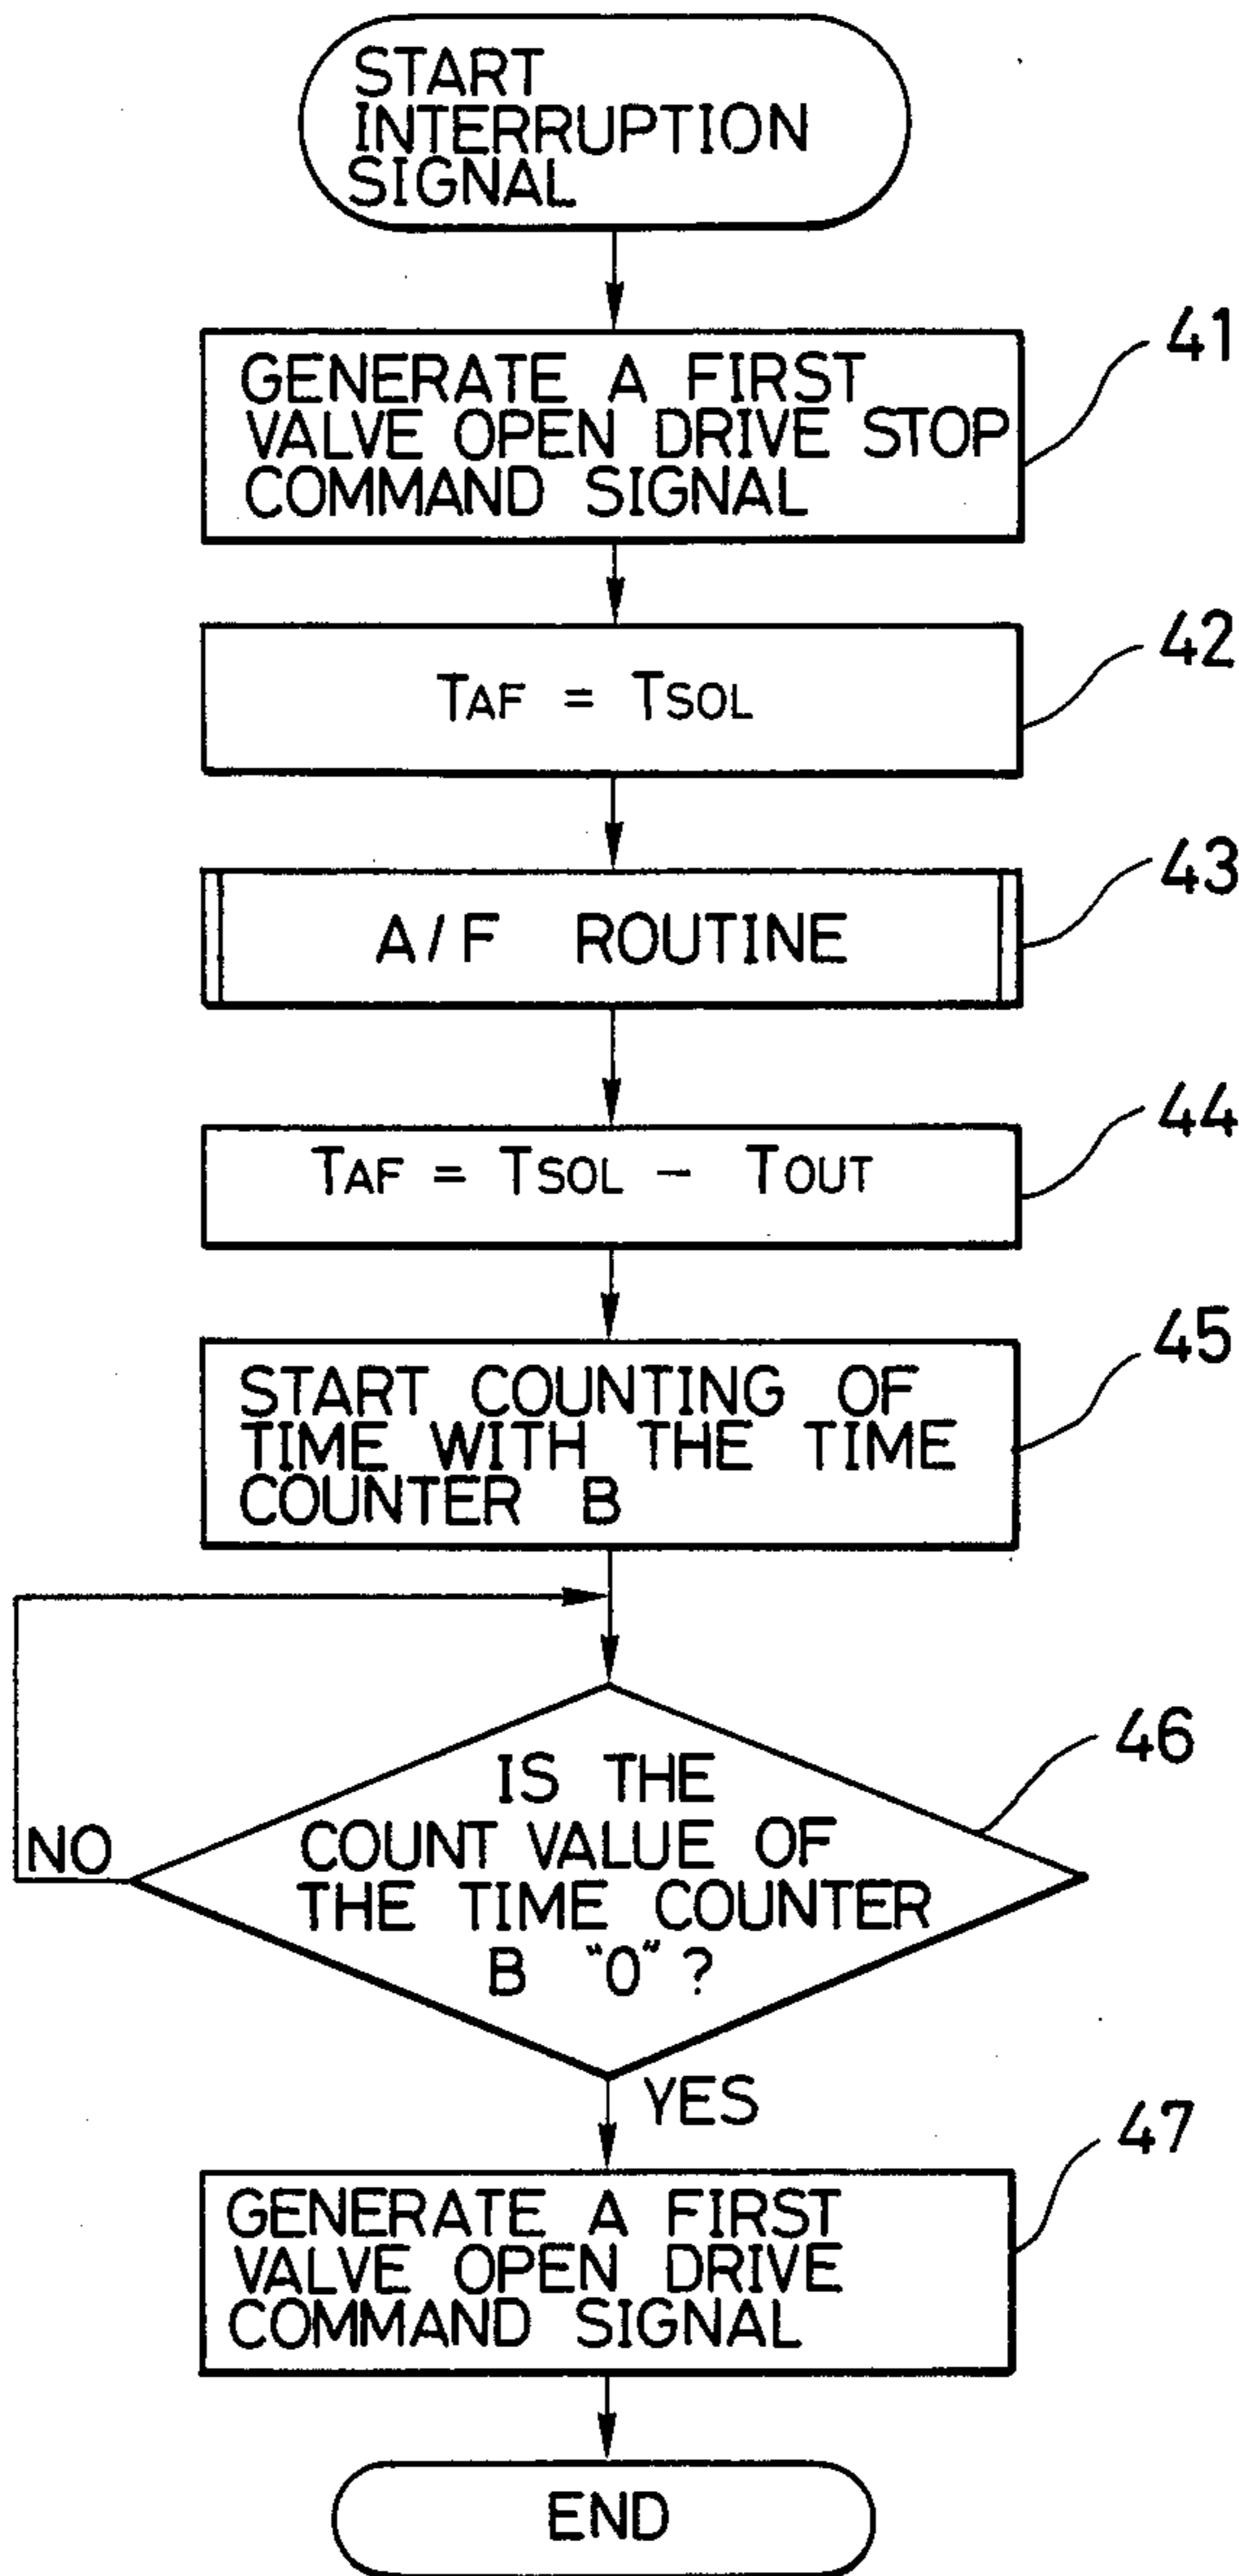 START
INTERRUPTION
SIGNAL
GENERATE A FIRST
VALVE OPEN DRIVE STOP
COMMAND SIGNAL
41
TAF = TSOL
42
A/F ROUTINE
43
TAF = TSOL - TOUT
44
START COUNTING OF
TIME WITH THE TIME
COUNTER B
45
IS THE
COUNT VALUE OF
THE TIME COUNTER
B "0" ?
46
NO
YES
GENERATE A FIRST
VALVE OPEN DRIVE
COMMAND SIGNAL
47
END